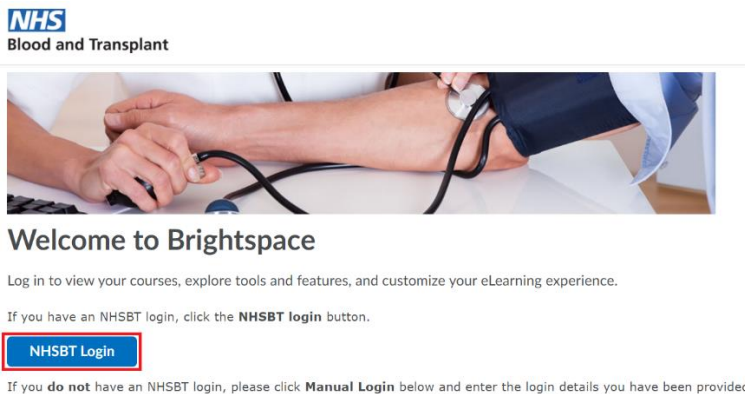 NHS
Blood and Transplant
Welcome to Brightspace
Log in to view your courses, explore tools and features, and customize your eLearning experience.
If you have an NHSBT login, click the NHSBT login button.
NHSBT Login
If you do not have an NHSBT login, please click Manual Login below and enter the login details you have been provided